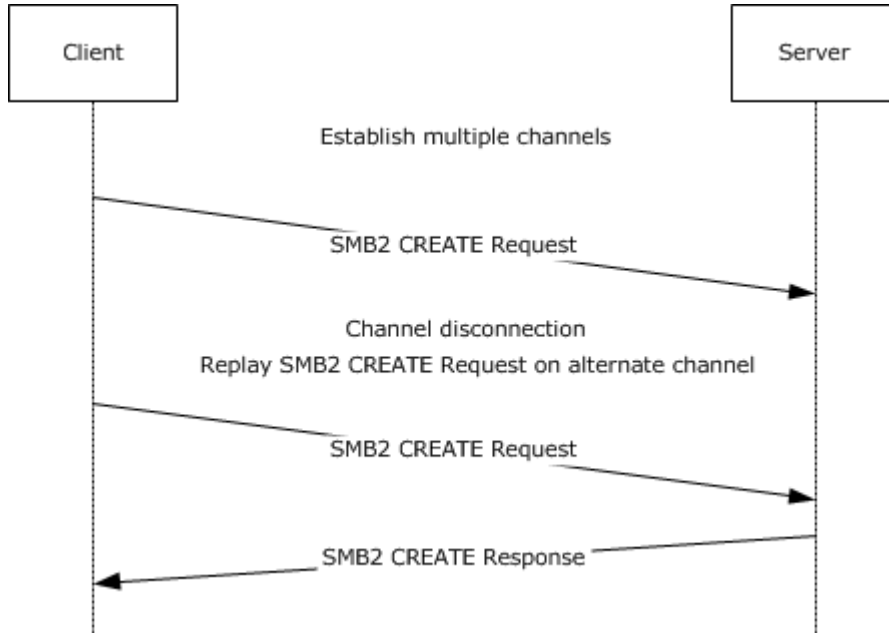 Client
Server
Establish multiple channels
SMB2 CREATE Request
Channel disconnection
Replay SMB2 CREATE Request on alternate channel
SMB2 CREATE Request
SMB2 CREATE Response